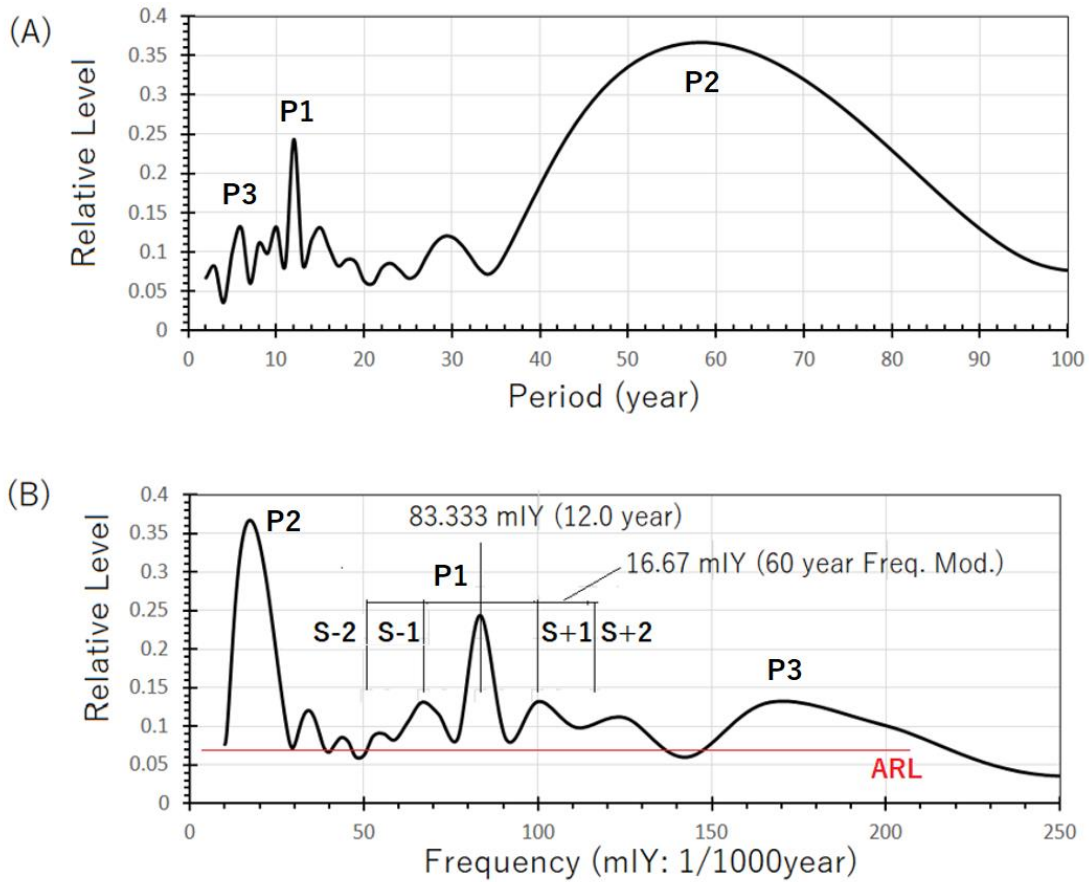 (A)
0.4
0.35
0.3
0.25
0.2
0.15
0.1
0.05
0
Relative Level
P1
P2
P3
0 10 20 30 40 50 60 70 80 90 100
Period (year)
(B)
0.4
0.35
0.3
0.25
0.2
0.15
0.1
0.05
0
Relative Level
P2
83.333 mIY (12.0 year)
16.67 mIY (60 year Freq. Mod.)
P1
S-2 S-1 S+1 S+2
P3
ARL
0 50 100 150 200 250
Frequency (mIY: 1/1000year)